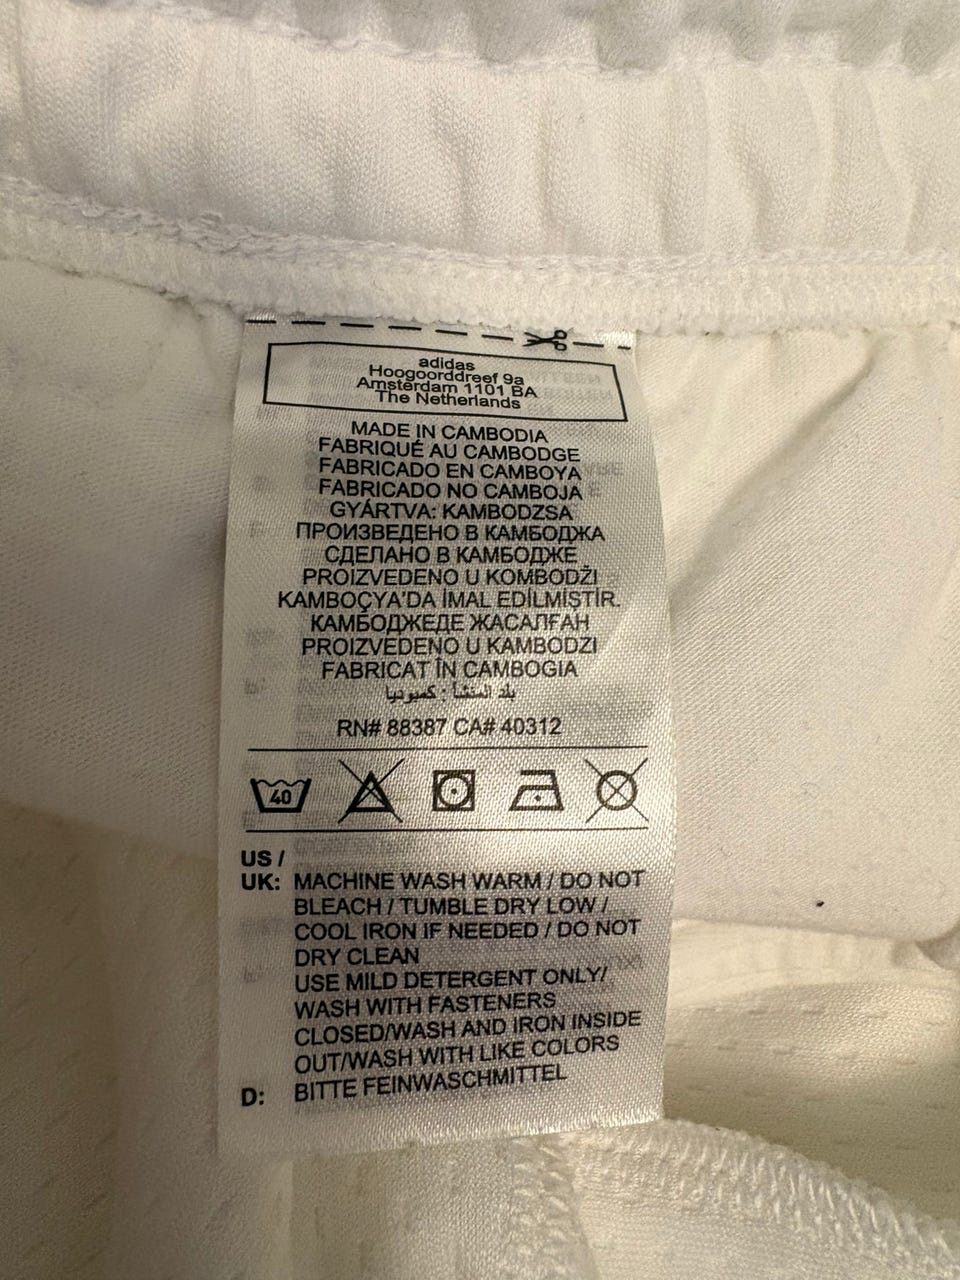 adidas
Hoogoorddreef 9a
Amsterdam 1101 BA
The Netherlands
MADE IN CAMBODIA
FABRIQUÉ AU CAMBODGE
FABRICADO EN CAMBOYA
FABRICADO NO CAMBOJA
GYÁRTVA: KAMBODZSA
ПРОИЗВЕДЕНО В КАМБОДЖА
СДЕЛАНО В КАМБОДЖЕ
PROIZVEDENO U KOMBODŽI
KAMBOÇYA'DA İMAL EDİLMİŞTİR.
КАМБОДЖЕДЕ ЖАСАЛҒАН
PROIZVEDENO U KAMBODZI
FABRICAT ÎN CAMBOGIA
بلد المنشأ : كمبوديا
RN# 88387 CA# 40312
40
US /
UK: MACHINE WASH WARM / DO NOT
BLEACH / TUMBLE DRY LOW /
COOL IRON IF NEEDED / DO NOT
DRY CLEAN
USE MILD DETERGENT ONLY/
WASH WITH FASTENERS
CLOSED/WASH AND IRON INSIDE
OUT/WASH WITH LIKE COLORS
D: BITTE FEINWASCHMITTEL